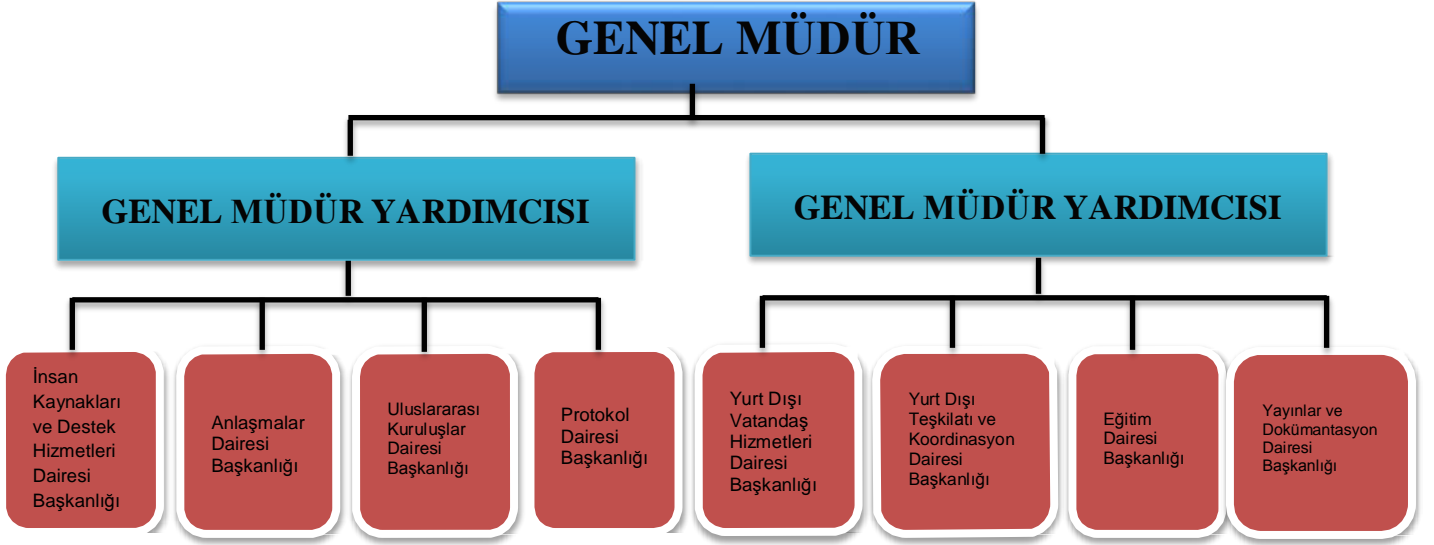 GENEL MÜDÜR
GENEL MÜDÜR YARDIMCISI
GENEL MÜDÜR YARDIMCISI
İnsan
Kaynakları
ve Destek
Hizmetleri
Dairesi
Başkanlığı
Anlaşmalar
Dairesi
Başkanlığı
Uluslararası
Kuruluşlar
Dairesi
Başkanlığı
Protokol
Dairesi
Başkanlığı
Yurt Dışı
Vatandaş
Hizmetleri
Dairesi
Başkanlığı
Yurt Dışı
Teşkilatı ve
Koordinasyon
Dairesi
Başkanlığı
Eğitim
Dairesi
Başkanlığı
Yayınlar ve
Dokümantasyon
Dairesi
Başkanlığı